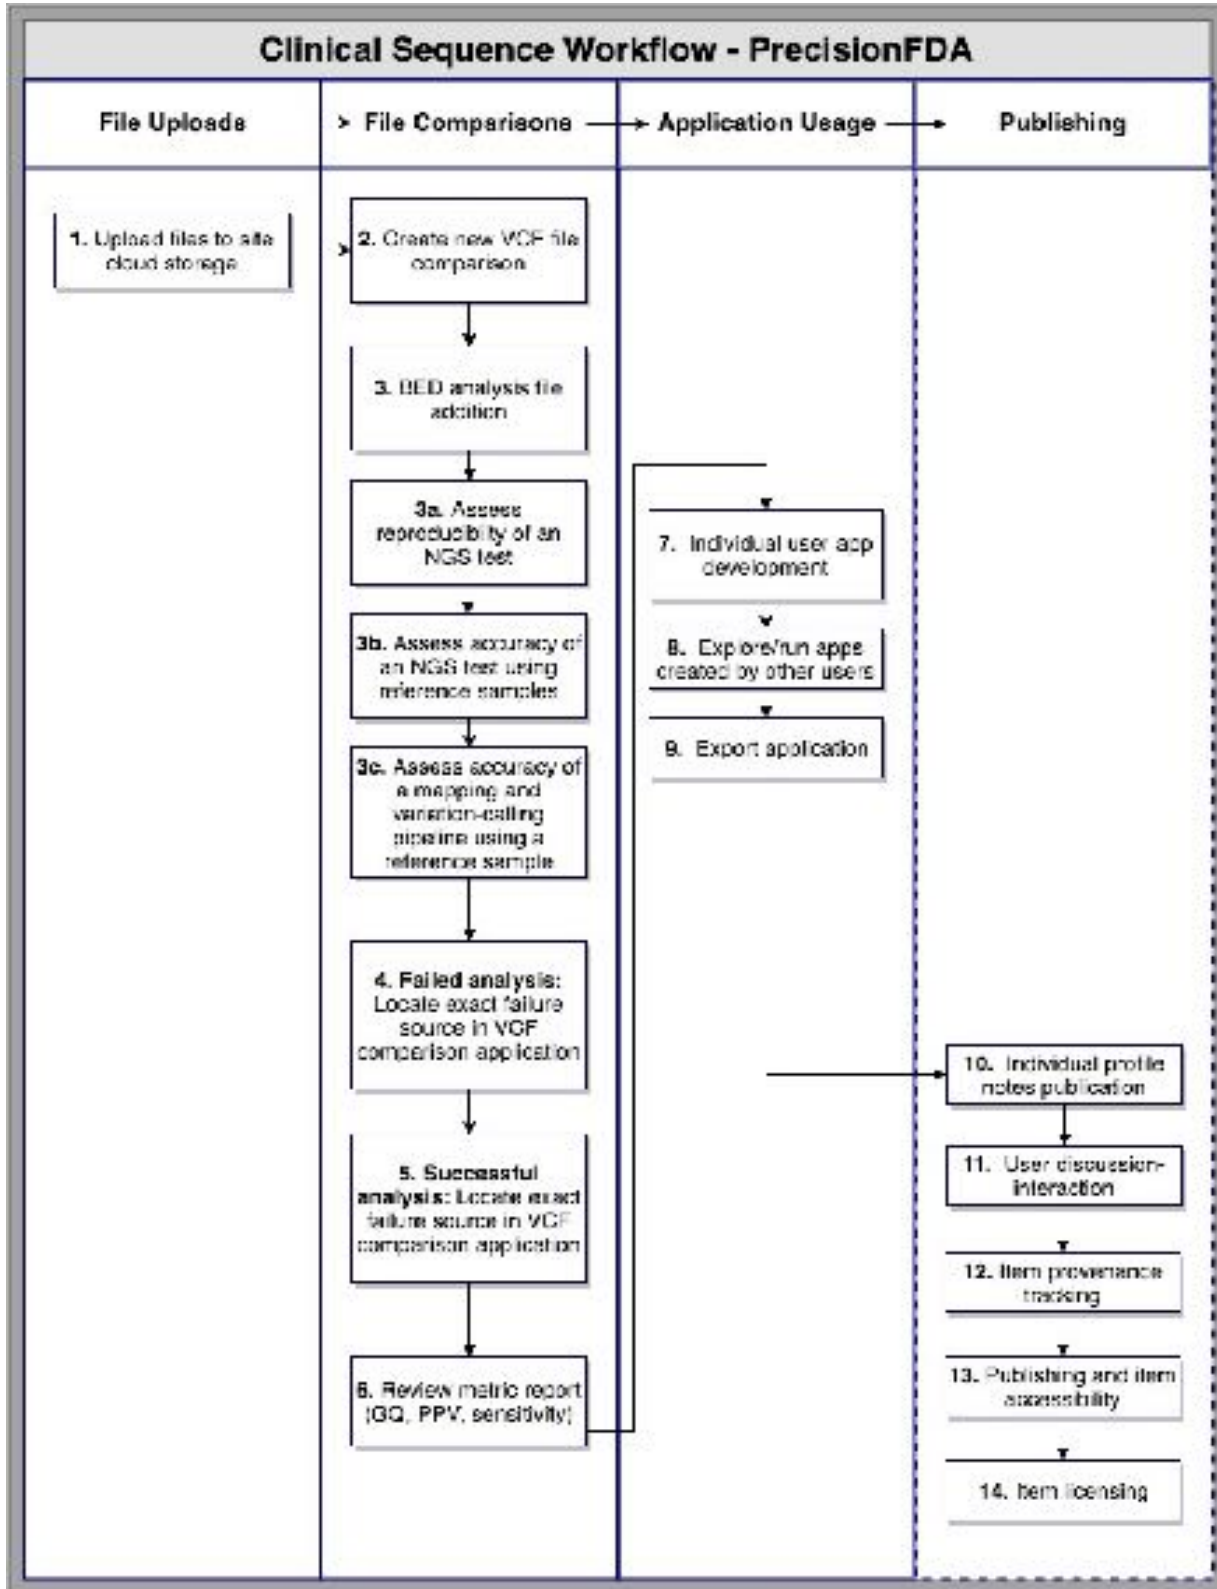 Clinical Sequence Workflow - PrecisionFDA
File Uploads
File Comparisons
Application Usage
Publishing
1. Upload files to site
cloud storage
2. Create new VCF file
comparison
3. BED analysis file
addition
3a. Assess
reproducibility of an
NGS test
3b. Assess accuracy of
an NGS test using
reference samples
3c. Assess accuracy of
a mapping and
variation-calling
pipeline using a
reference sample
4. Failed analysis:
Locate exact failure
source in VCF
comparison application
5. Successful
analysis: Locate exact
failure source in VCF
comparison application
6. Review metric report
(GQ, PPV, sensitivity)
7. Individual user app
development
8. Explore/run apps
created by other users
9. Export application
10. Individual profile
notes publication
11. User discussion-
interaction
12. Item provenance
tracking
13. Publishing and item
accessibility
14. Item licensing